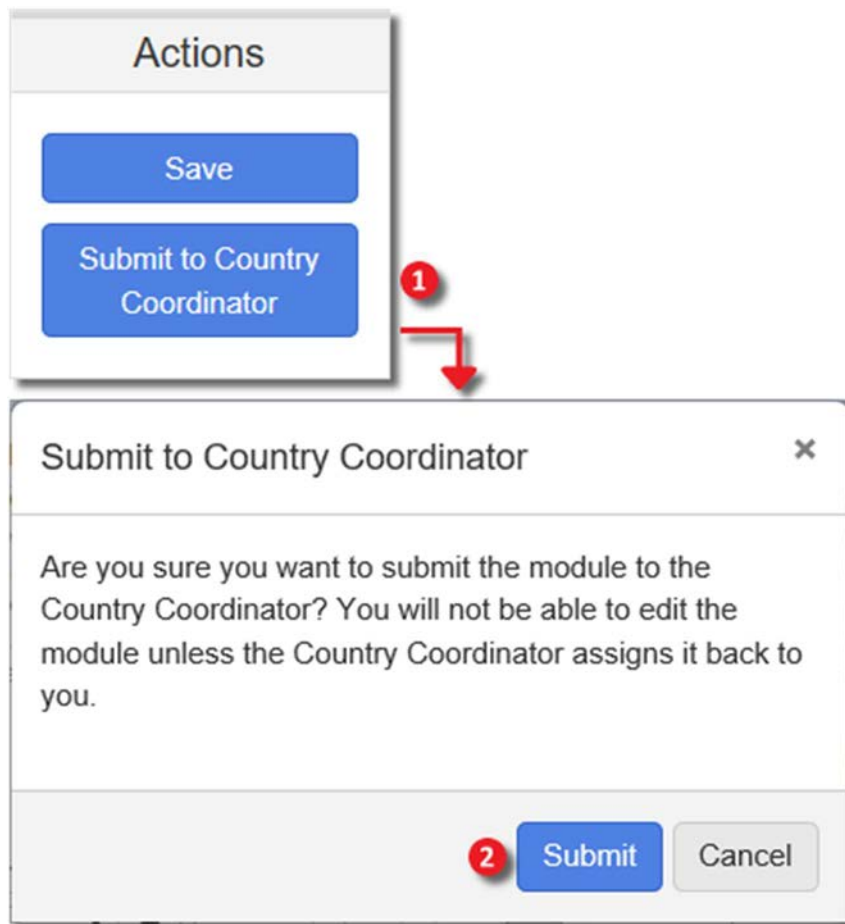 Actions
Save
Submit to Country
Coordinator
1
Submit to Country Coordinator ×
Are you sure you want to submit the module to the
Country Coordinator? You will not be able to edit the
module unless the Country Coordinator assigns it back to
you.
2 Submit Cancel